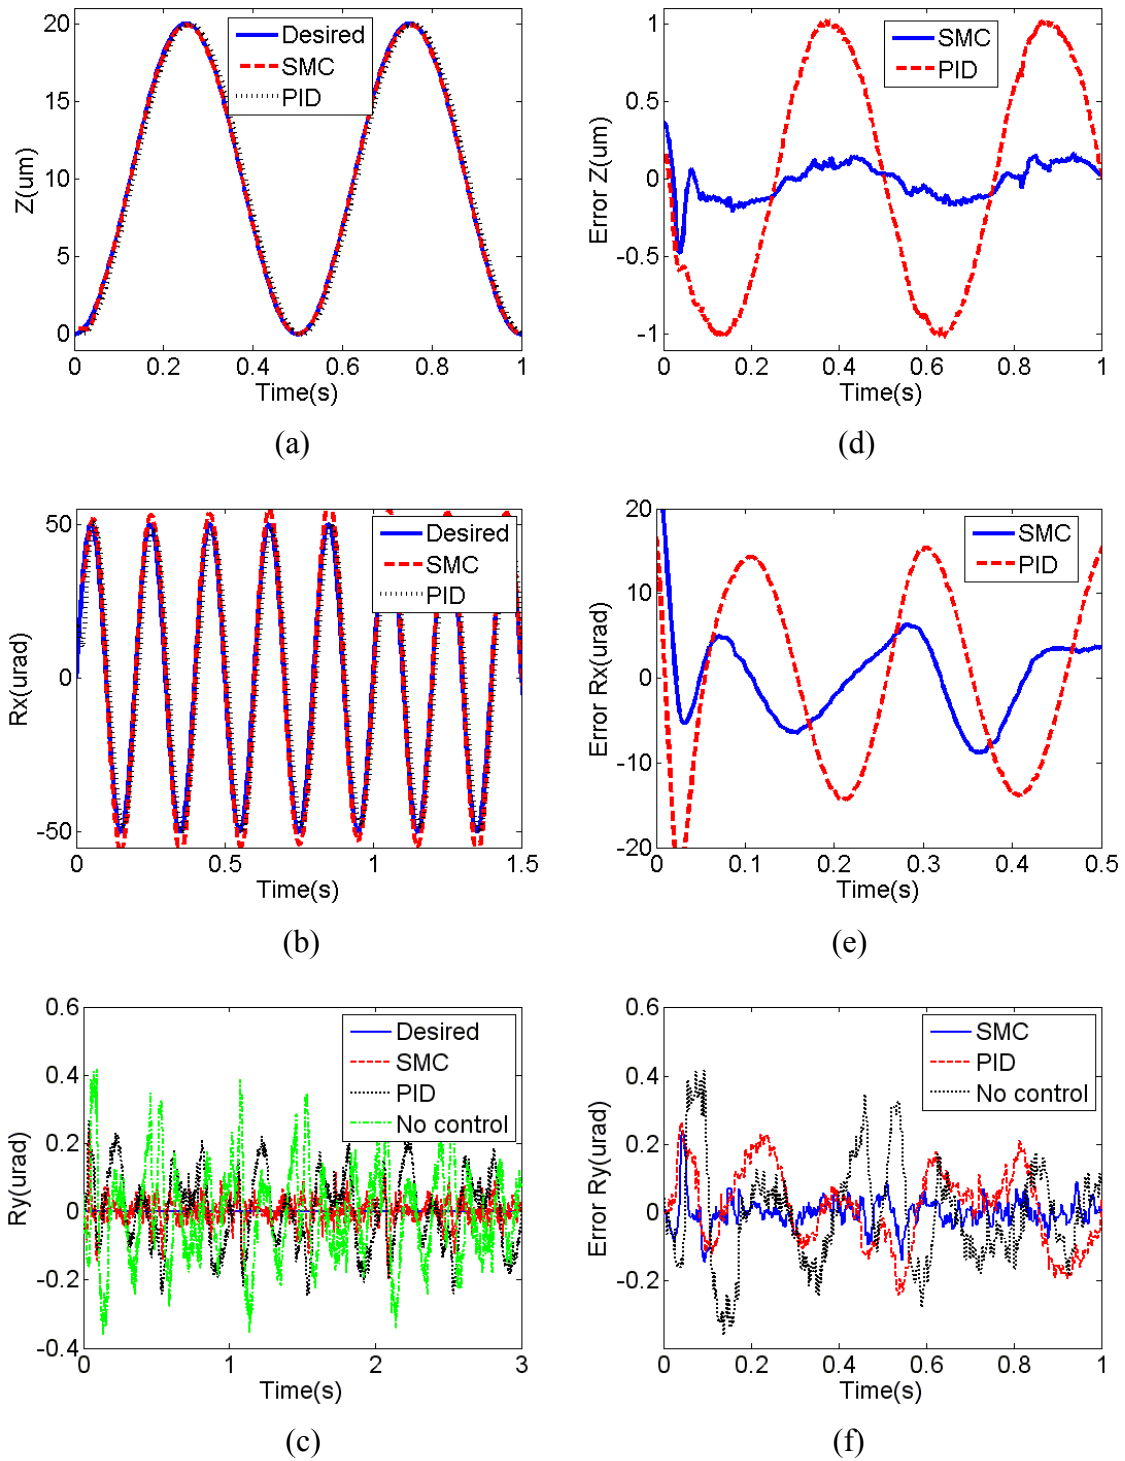 20
15
10
5
0
Z(um)
Desired
SMC
PID
0
0.2
0.4
0.6
0.8
1
Time(s)
(a)
1
0.5
0
-0.5
-1
Error Z(um)
SMC
PID
0
0.2
0.4
0.6
0.8
1
Time(s)
(d)
50
0
-50
Rx(urad)
Desired
SMC
PID
0
0.5
1
1.5
Time(s)
(b)
20
10
0
-10
-20
Error Rx(urad)
SMC
PID
0
0.1
0.2
0.3
0.4
0.5
Time(s)
(e)
0.6
0.4
0.2
0
-0.2
-0.4
Ry(urad)
Desired
SMC
PID
No control
0
1
2
3
Time(s)
(c)
0.6
0.4
0.2
0
-0.2
Error Ry(urad)
SMC
PID
No control
0
0.2
0.4
0.6
0.8
1
Time(s)
(f)